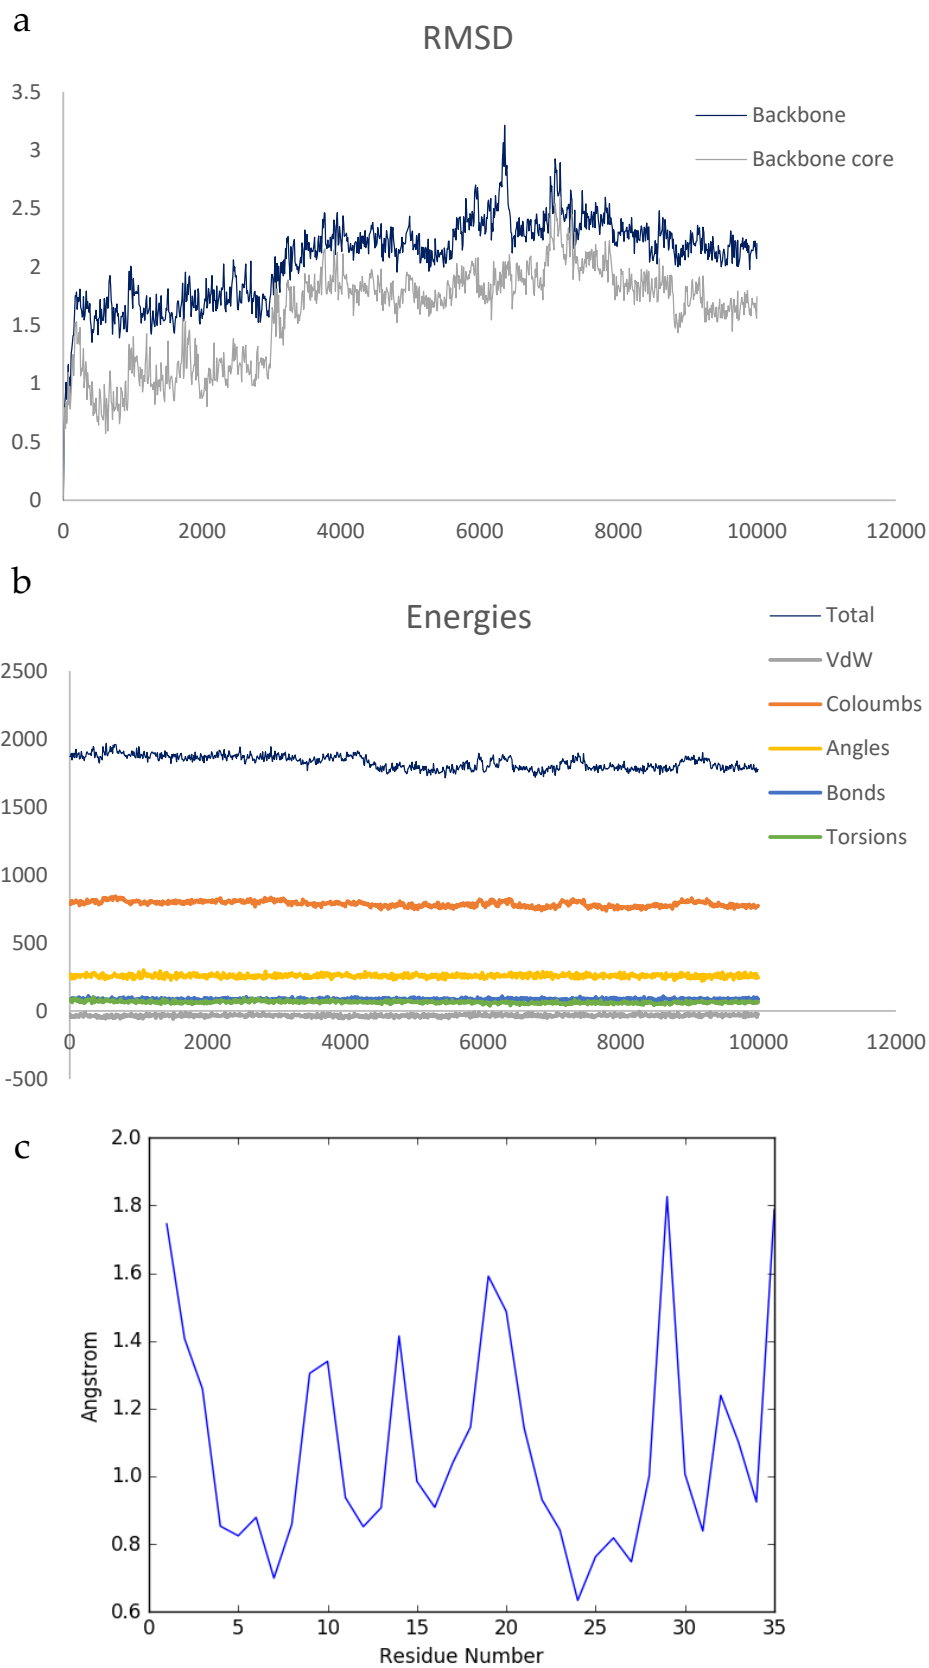 a
RMSD
3.5
3
2.5
2
1.5
1
0.5
0
Backbone
Backbone core
0 2000 4000 6000 8000 10000 12000
b
Energies
Total
VdW
Coloumbs
Angles
Bonds
Torsions
2500
2000
1500
1000
500
0
-500
0 2000 4000 6000 8000 10000 12000
c
2.0
1.8
1.6
1.4
1.2
1.0
0.8
0.6
Angstrom
0 5 10 15 20 25 30 35
Residue Number